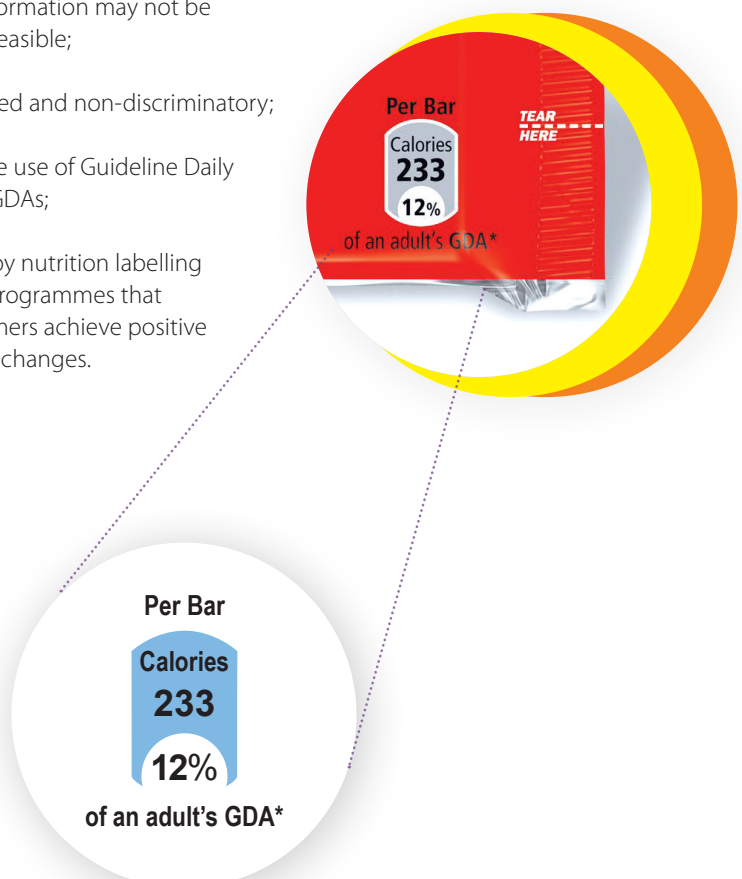 ormation may not be
easible;
ed and non-discriminatory;
e use of Guideline Daily
GDAs;
by nutrition labelling
rogrammes that
ners achieve positive
changes.
Per Bar
Calories
233
12%
of an adult's GDA*
TEAR
HERE
Per Bar
Calories
233
12%
of an adult's GDA*